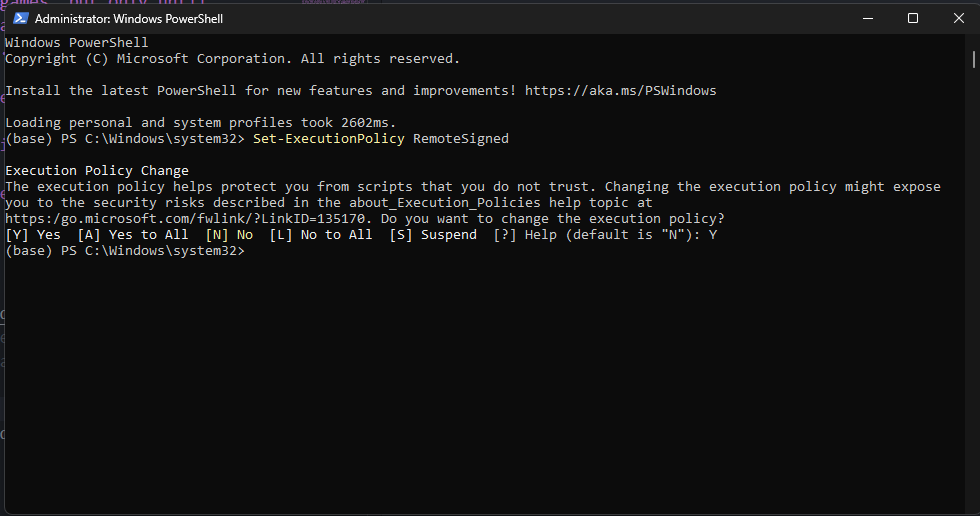 games, but only until
Administrator: Windows PowerShell
Windows PowerShell
Copyright (C) Microsoft Corporation. All rights reserved.
Install the latest PowerShell for new features and improvements! https://aka.ms/PSWindows
Loading personal and system profiles took 2602ms.
(base) PS C:\Windows\system32> Set-ExecutionPolicy RemoteSigned
Execution Policy Change
The execution policy helps protect you from scripts that you do not trust. Changing the execution policy might expose
you to the security risks described in the about_Execution_Policies help topic at
https:/go.microsoft.com/fwlink/?LinkID=135170. Do you want to change the execution policy?
[Y] Yes  [A] Yes to All  [N] No  [L] No to All  [S] Suspend  [?] Help (default is "N"): Y
(base) PS C:\Windows\system32>